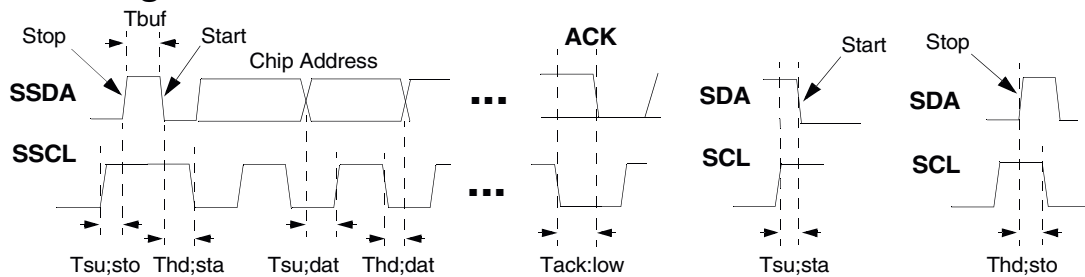 Tbuf
Stop Start ACK
Chip Address Start Stop
SSDA ... SDA SDA
SSCL ... SCL SCL
Tsu;sto Thd;sta Tsu;dat Thd;dat Tack:low Tsu;sta Thd;sto